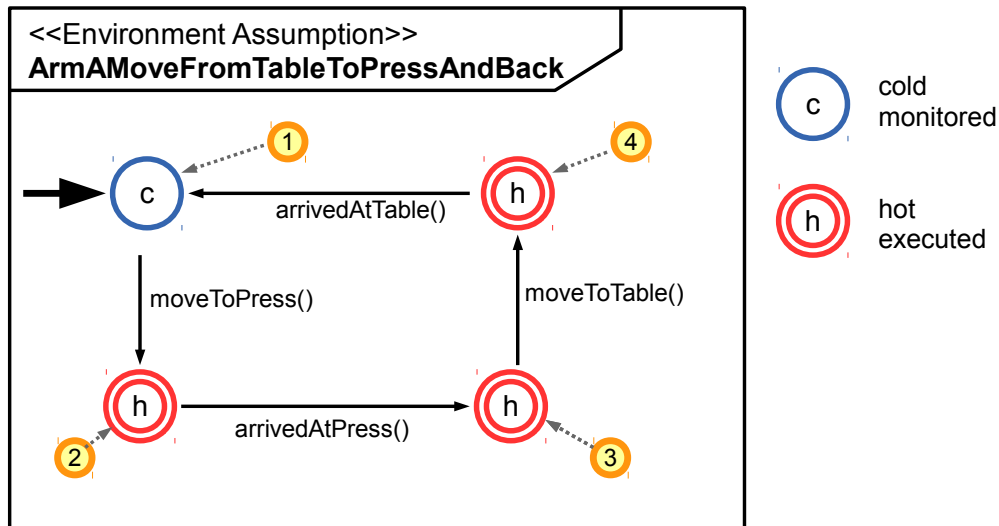 <<Environment Assumption>>
ArmAMoveFromTableToPressAndBack
1
4
c
h
arrivedAtTable()
moveToPress()
moveToTable()
h
h
arrivedAtPress()
2
3
c
cold
monitored
h
hot
executed